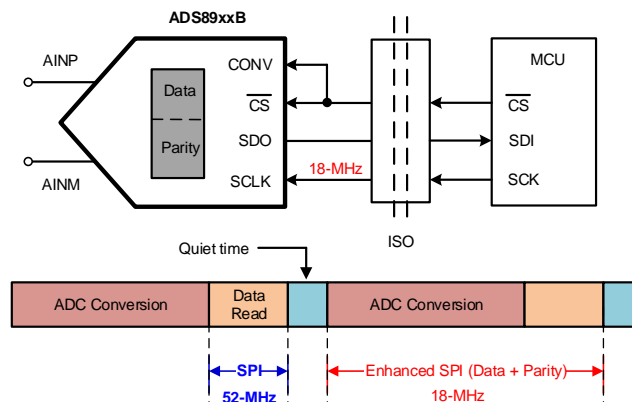 ADS89xxB
AINP
AINM
Data
Parity
CONV
CS
SDO
SCLK
18-MHz
ISO
MCU
CS
SDI
SCK
Quiet time
ADC Conversion
Data
Read
ADC Conversion
SPI
52-MHz
Enhanced SPI (Data + Parity)
18-MHz